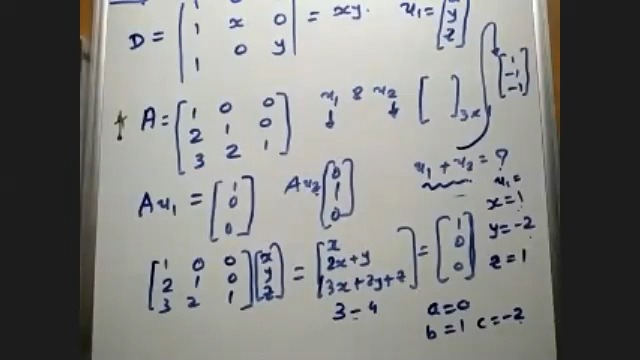 D = | 1 x 0 | = xy. u₁ = [ y
1 0 y z ]
1
A = [ 1 0 0 u₁ & u₂ [ ]₃ₓ [ 1
2 1 0 -1
3 2 1 ] -1 ]
u₁ + u₂ = ?
Au₁ = [ 1 Au₂ [ 0 u₁ =
0 1 x = 1
0 ] 0 ] y = -2
z = 1
[ 1 0 0 [ x = [ x = [ 1
2 1 0 y 2x+y 0
3 2 1 ] z ] 3x+2y+z ] 0 ]
3 - 4
a = 0
b = 1 c = -2